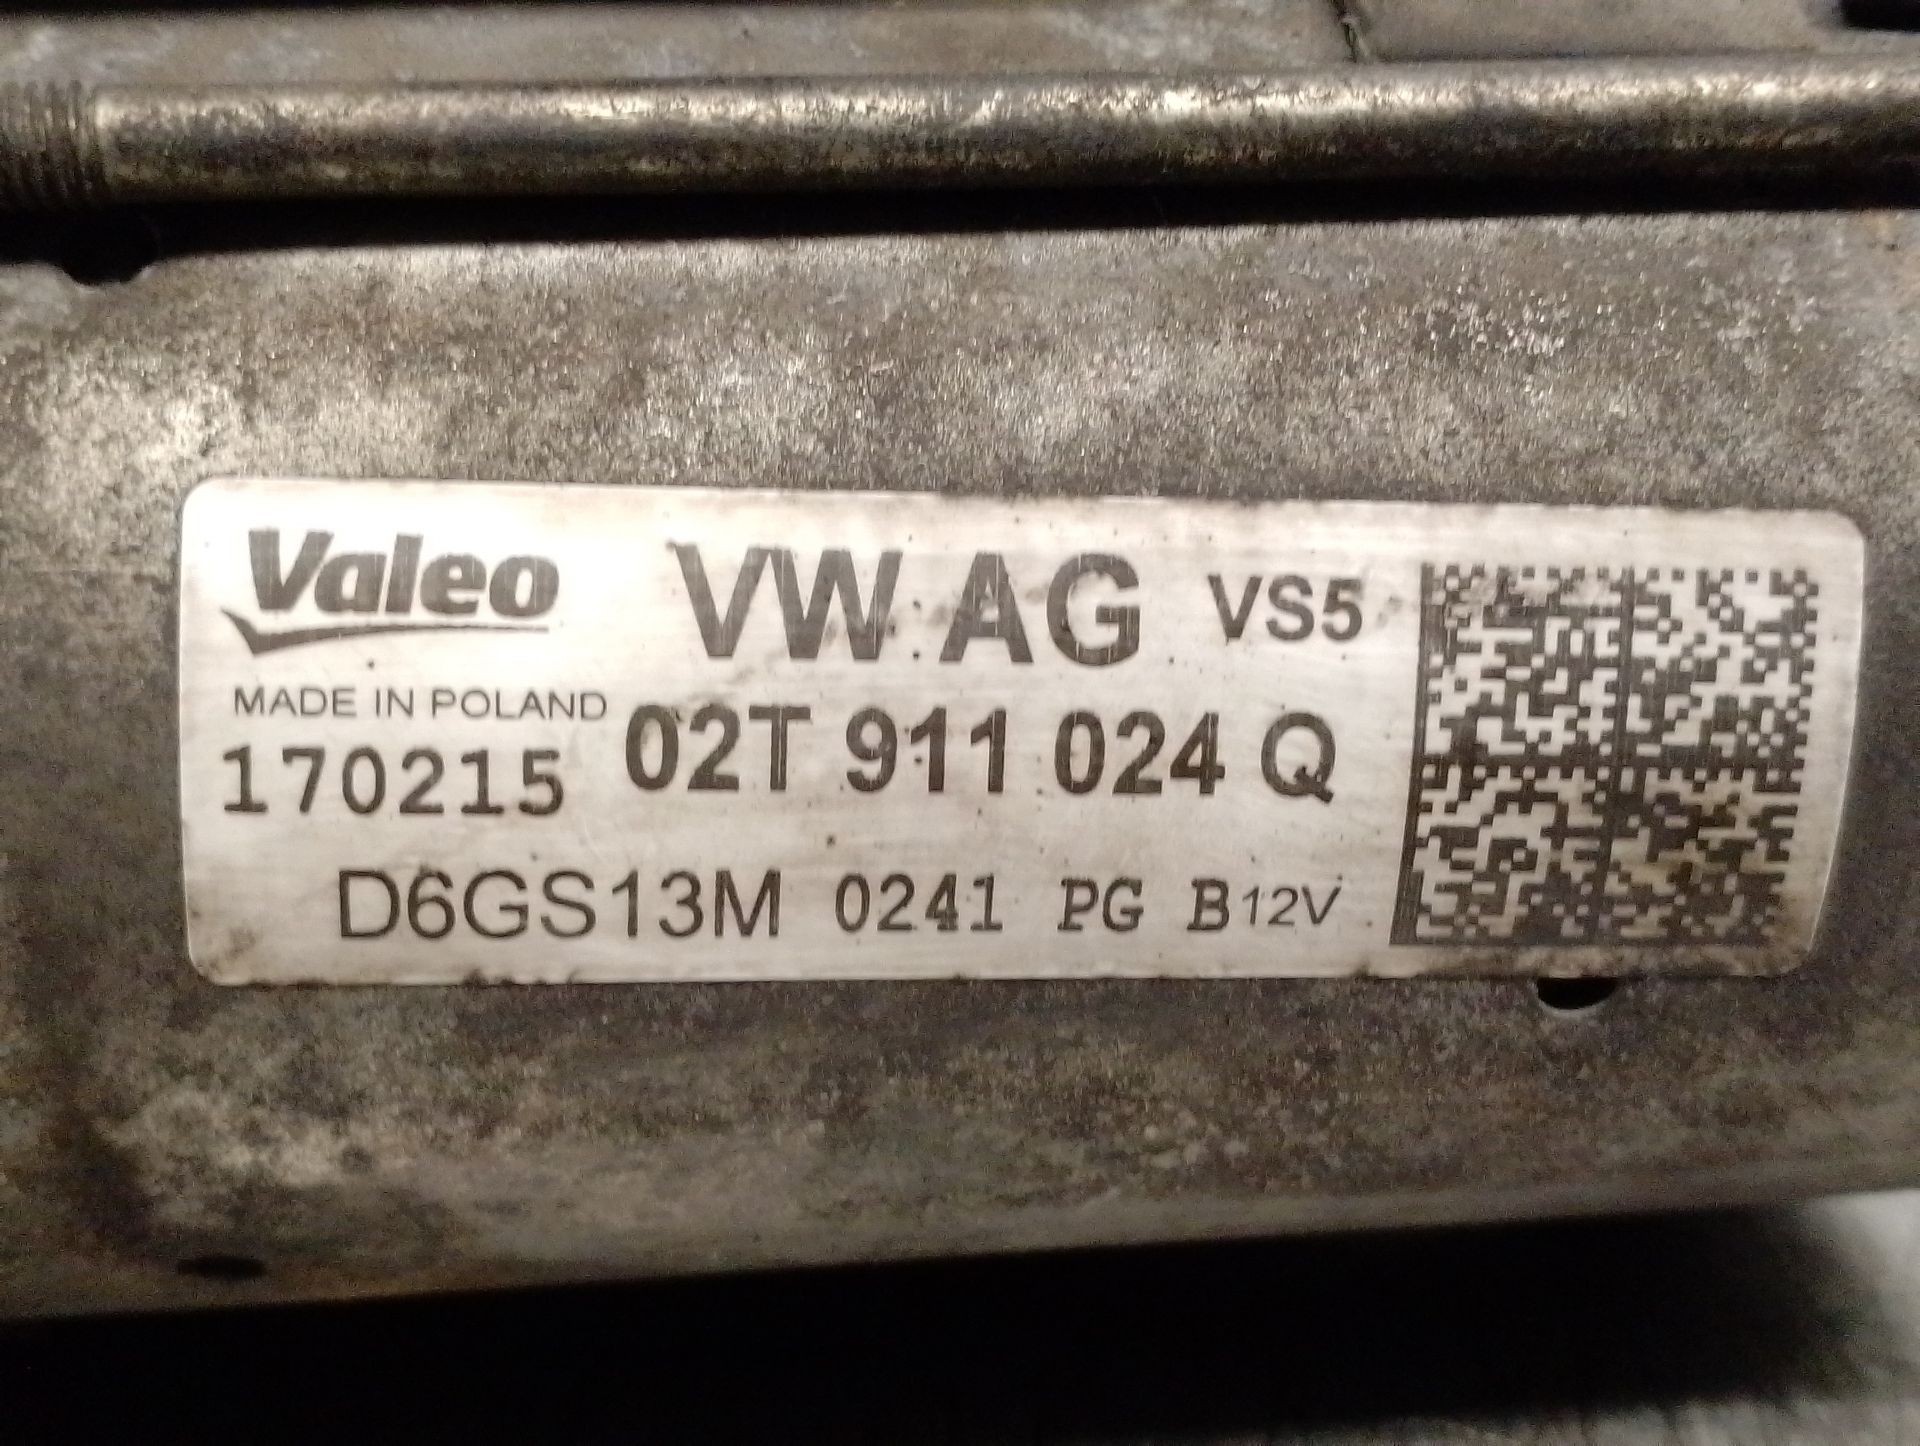 Valeo VW AG VS5
MADE IN POLAND
170215 02T 911 024 Q
D6GS13M 0241 PG B12V